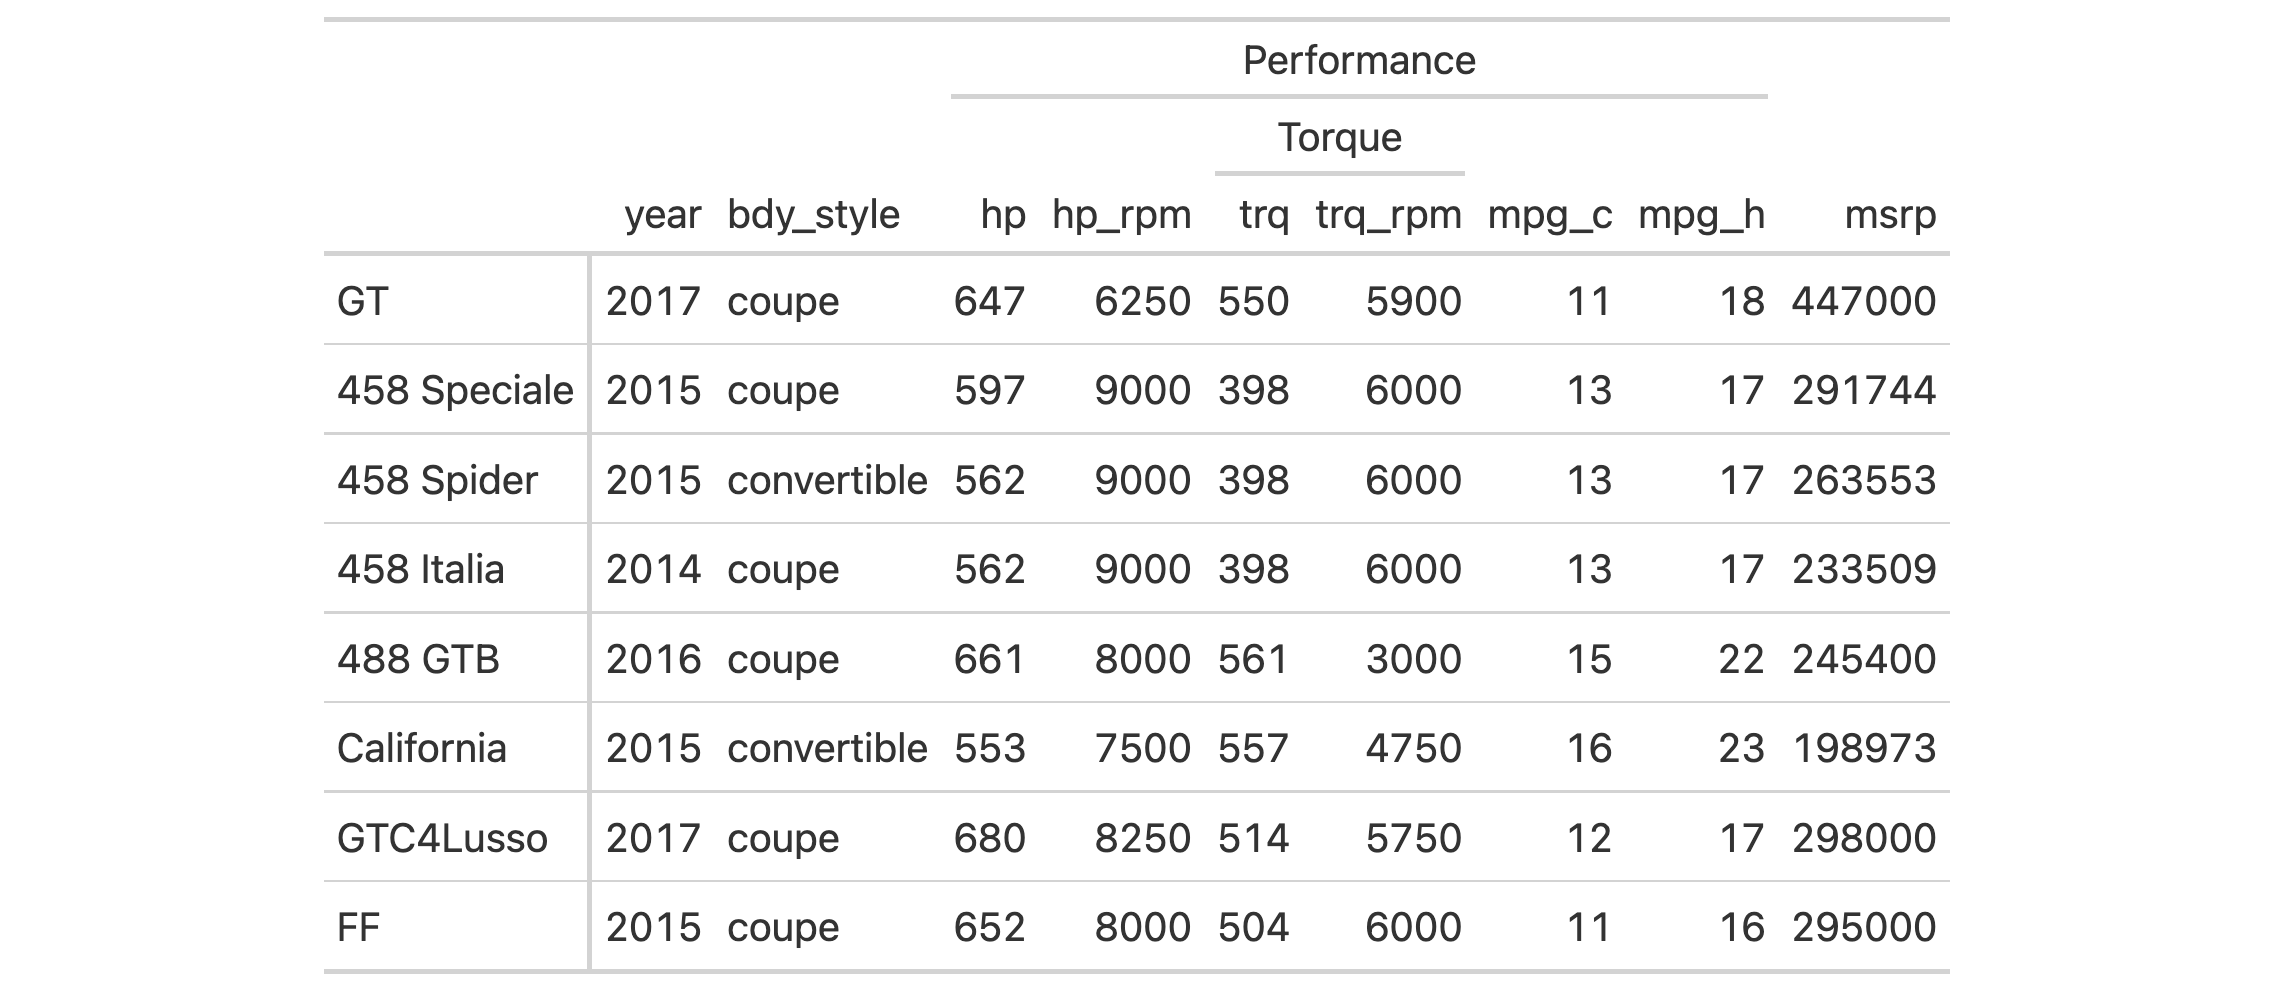 Performance
Torque
year bdy_style hp hp_rpm trq trq_rpm mpg_c mpg_h msrp
GT 2017 coupe 647 6250 550 5900 11 18 447000
458 Speciale 2015 coupe 597 9000 398 6000 13 17 291744
458 Spider 2015 convertible 562 9000 398 6000 13 17 263553
458 Italia 2014 coupe 562 9000 398 6000 13 17 233509
488 GTB 2016 coupe 661 8000 561 3000 15 22 245400
California 2015 convertible 553 7500 557 4750 16 23 198973
GTC4Lusso 2017 coupe 680 8250 514 5750 12 17 298000
FF 2015 coupe 652 8000 504 6000 11 16 295000